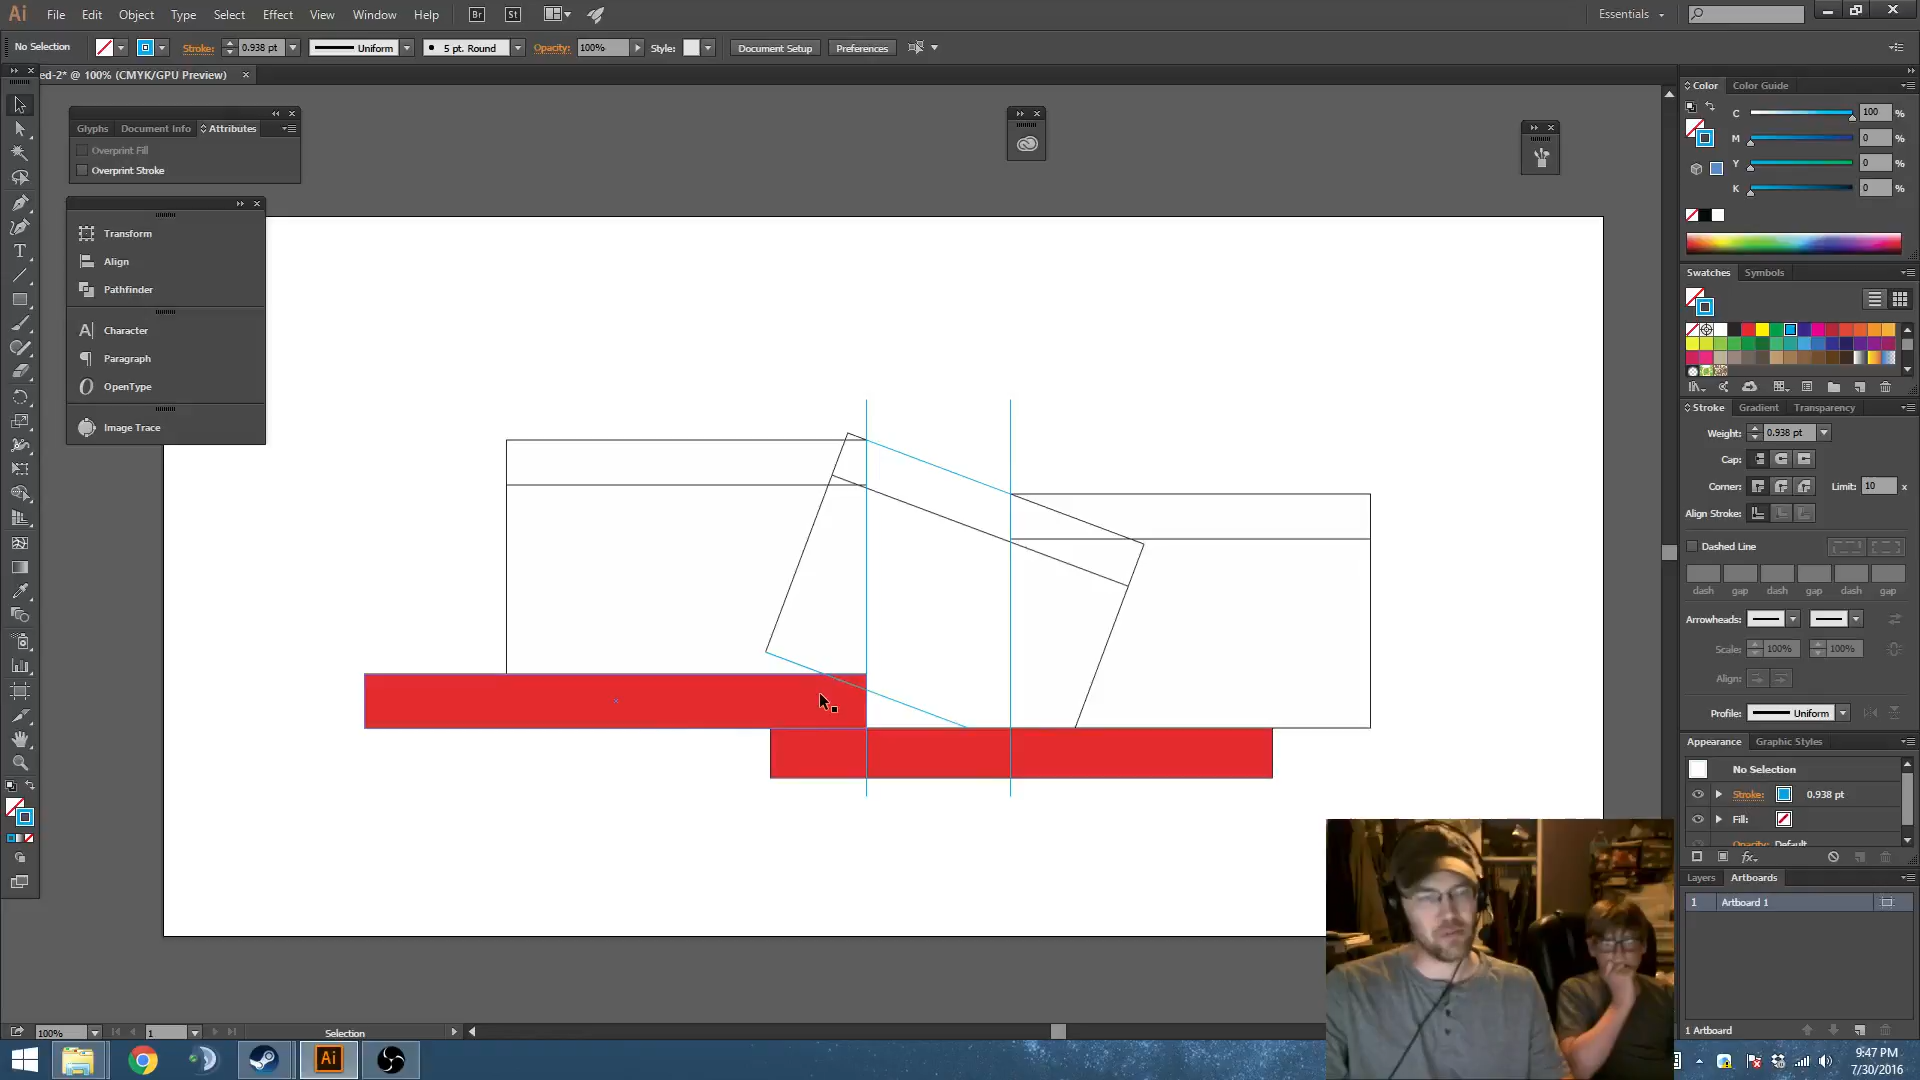 Ai File Edit Object Type Select Effect View Window Help Br St Essentials
No Selection Stroke: 0.938 pt Uniform 5 pt. Round Opacity: 100% Style: Document Setup Preferences
ed-2* @ 100% (CMYK/GPU Preview)
Glyphs Document Info Attributes
Overprint Fill
Overprint Stroke
Transform
Align
Pathfinder
Character
Paragraph
OpenType
Image Trace
Color Color Guide
C 100 %
M 0 %
Y 0 %
K 0 %
Swatches Symbols
Stroke Gradient Transparency
Weight: 0.938 pt
Cap:
Corner: Limit: 10 x
Align Stroke:
Dashed Line
dash gap dash gap dash gap
Arrowheads:
Scale: 100% 100%
Align:
Profile: Uniform
Appearance Graphic Styles
No Selection
Stroke: 0.938 pt
Fill:
Opacity: Default
Layers Artboards
1 Artboard 1
1 Artboard
100% 1 Selection
Ai
9:47 PM
7/30/2016